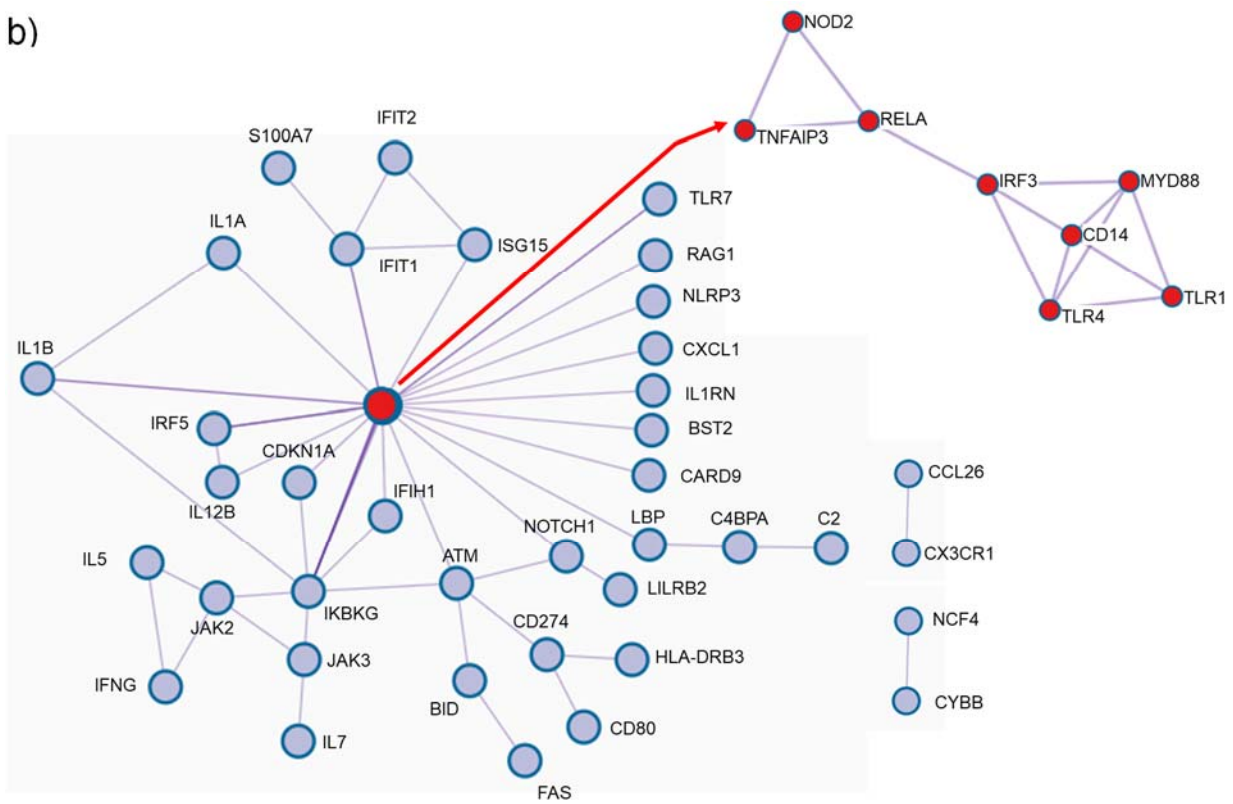 b)
NOD2
TNFAIP3
RELA
IRF3
MYD88
CD14
TLR4
TLR1
IFIT2
S100A7
IL1A
IFIT1
ISG15
TLR7
RAG1
NLRP3
CXCL1
IL1RN
BST2
CARD9
IL1B
IRF5
CDKN1A
IL12B
IFIH1
NOTCH1
LBP
C4BPA
C2
CCL26
CX3CR1
IL5
ATM
LILRB2
JAK2
IKBKG
CD274
HLA-DRB3
NCF4
CYBB
JAK3
IFNG
BID
CD80
IL7
FAS